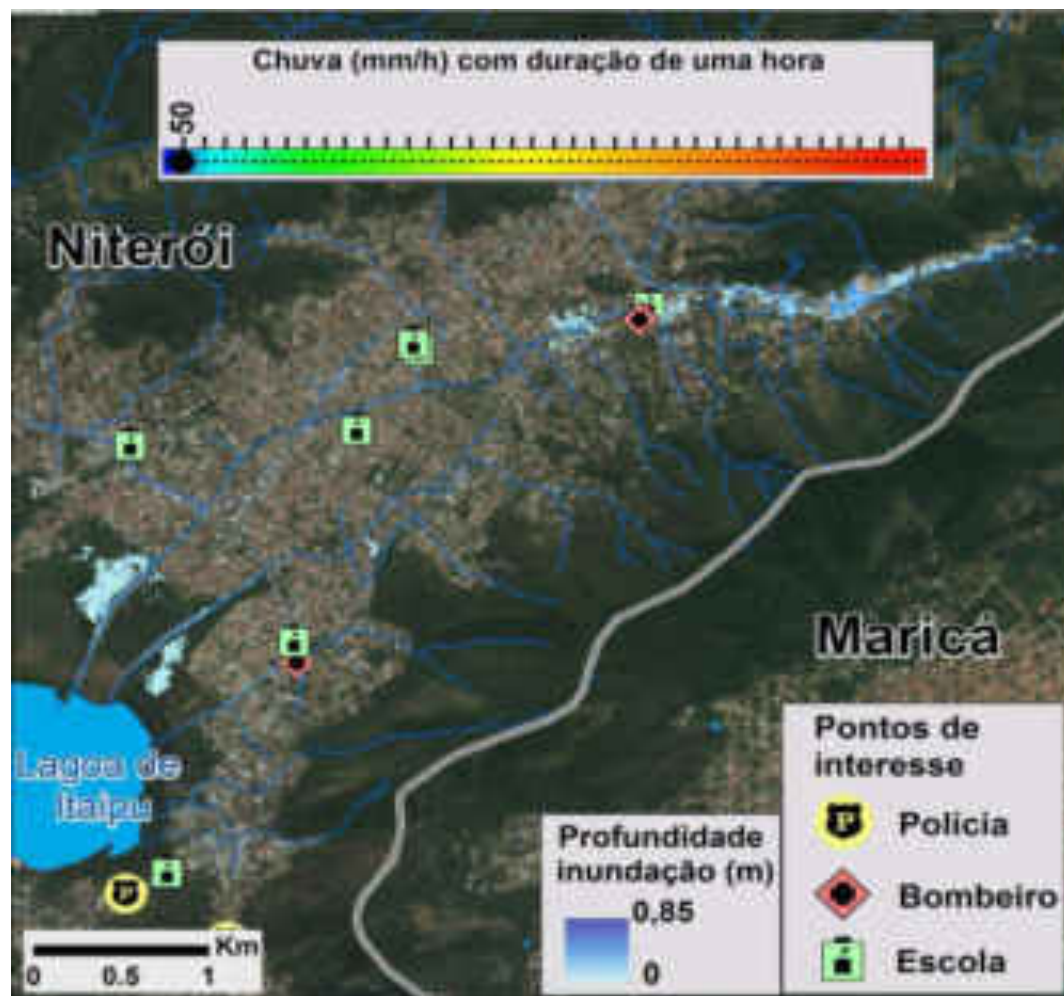 Chuva (mm/h) com duração de uma hora
50
Niterói
Maricá
Lagoa de
Itaipu
Pontos de
interesse
Polícia
Bombeiro
Escola
Profundidade
inundação (m)
0,85
0
Km
0 0.5 1